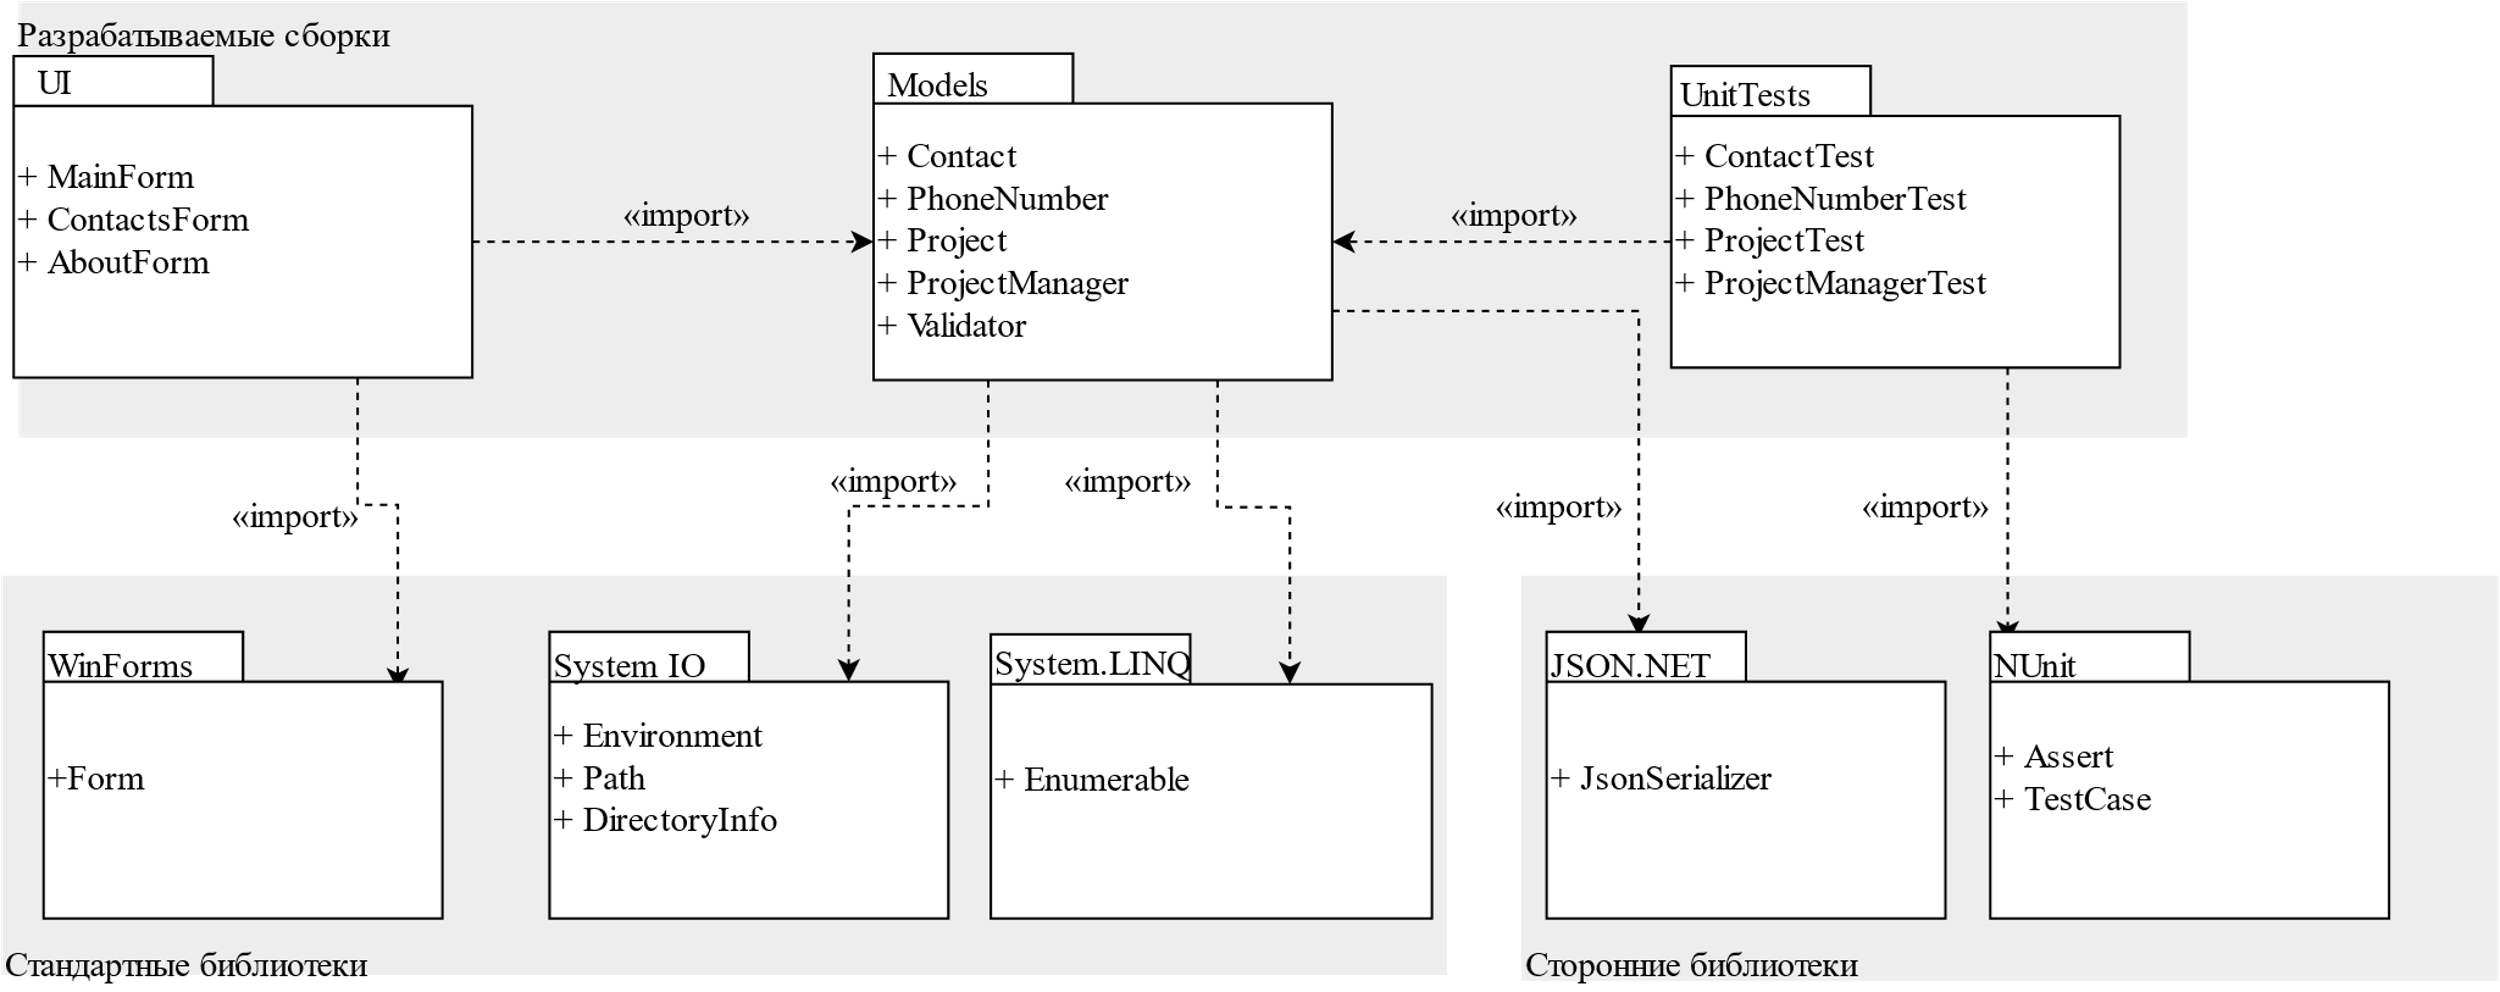 Разрабатываемые сборки
UI
+ MainForm
+ ContactsForm
+ AboutForm
«import»
Models
+ Contact
+ PhoneNumber
+ Project
+ ProjectManager
+ Validator
«import»
UnitTests
+ ContactTest
+ PhoneNumberTest
+ ProjectTest
+ ProjectManagerTest
«import»
«import»
«import»
«import»
«import»
WinForms
+Form
System IO
+ Environment
+ Path
+ DirectoryInfo
System.LINQ
+ Enumerable
Стандартные библиотеки
JSON.NET
+ JsonSerializer
NUnit
+ Assert
+ TestCase
Сторонние библиотеки